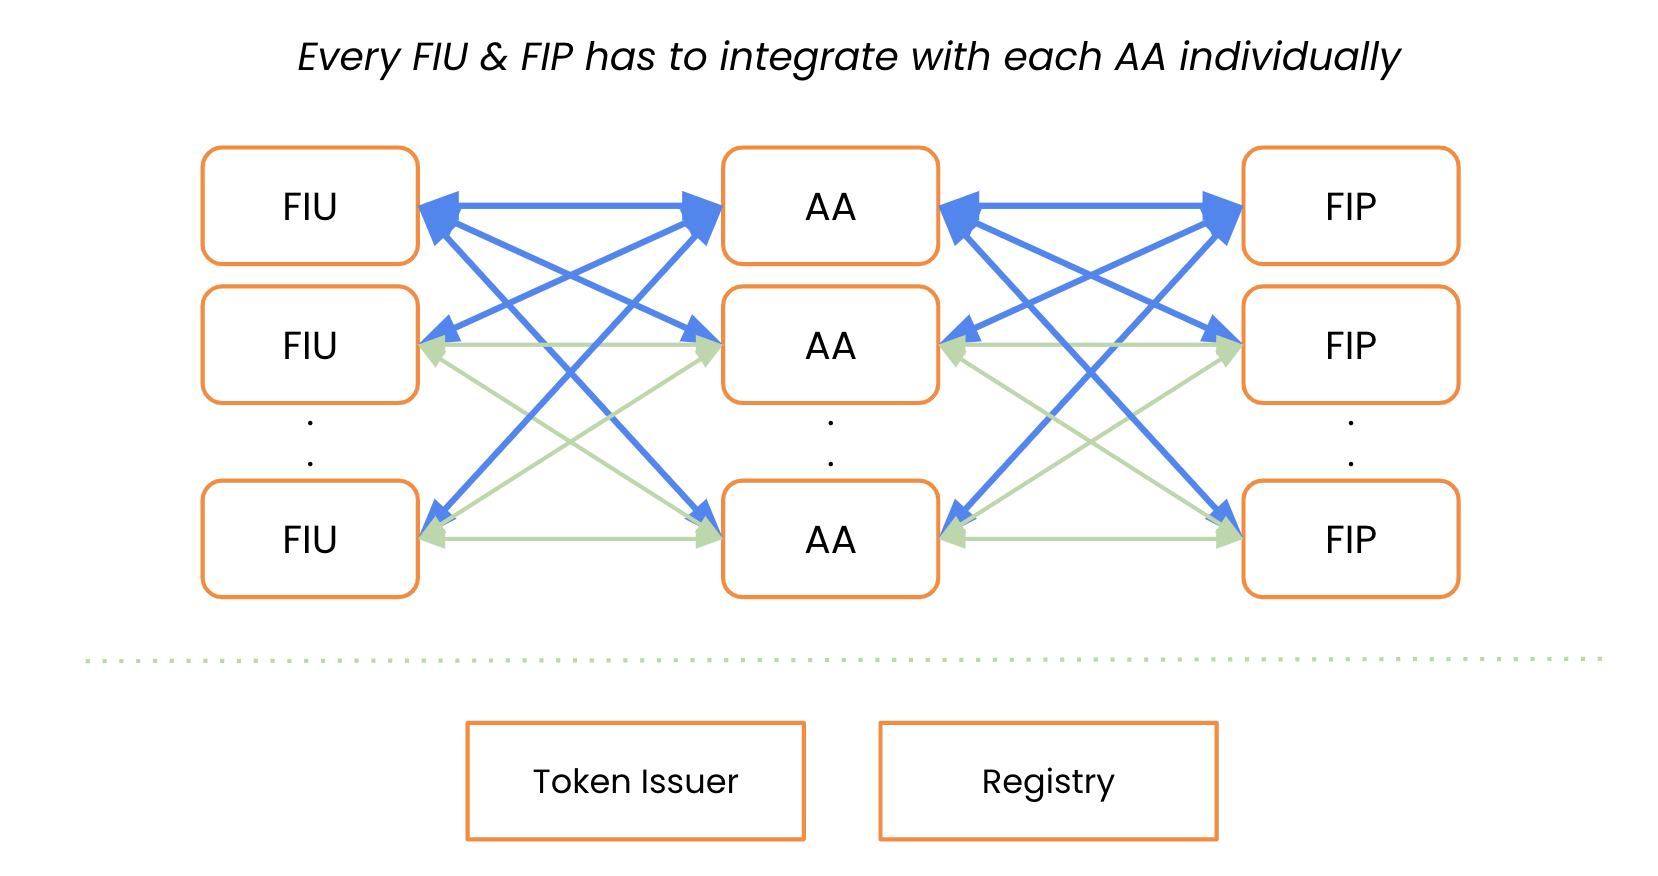 Every FIU & FIP has to integrate with each AA individually
FIU AA FIP
FIU AA FIP
. . .
. . .
FIU AA FIP
Token Issuer Registry